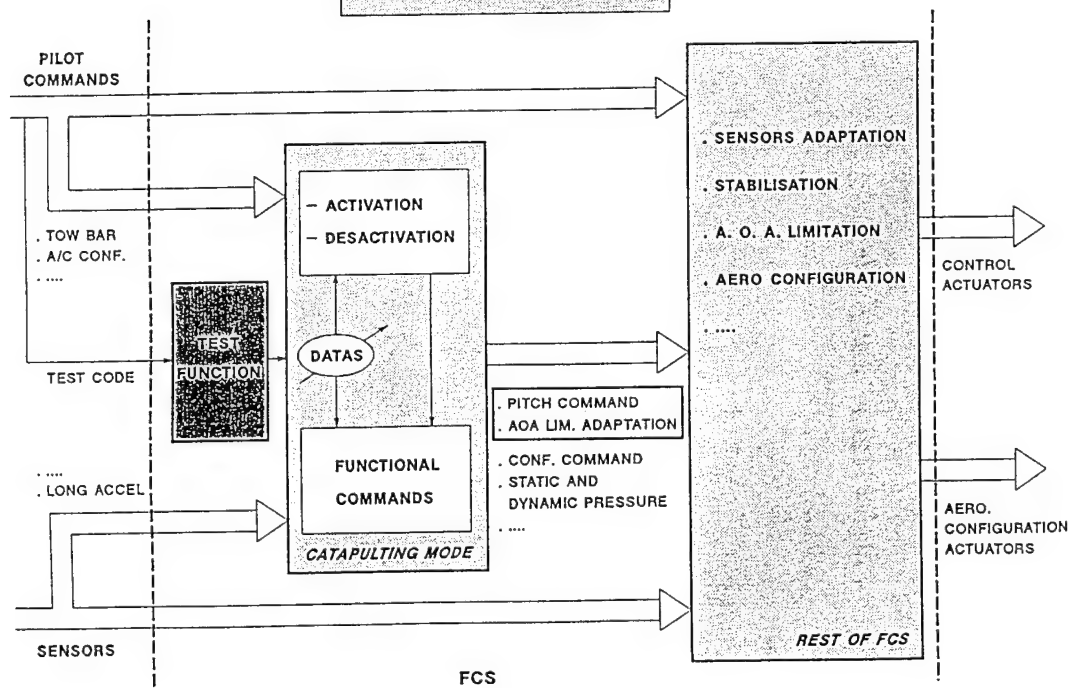 PILOT
COMMANDS
. TOW BAR
. A/C CONF.
. ....
TEST CODE
TEST
FUNCTION
. ....
. LONG ACCEL
SENSORS
– ACTIVATION
– DESACTIVATION
DATAS
FUNCTIONAL
COMMANDS
CATAPULTING MODE
. PITCH COMMAND
. AOA LIM. ADAPTATION
. CONF. COMMAND
. STATIC AND
DYNAMIC PRESSURE
. ....
. SENSORS ADAPTATION
. STABILISATION
. A. O. A. LIMITATION
. AERO CONFIGURATION
. ....
REST OF FCS
CONTROL
ACTUATORS
AERO.
CONFIGURATION
ACTUATORS
FCS